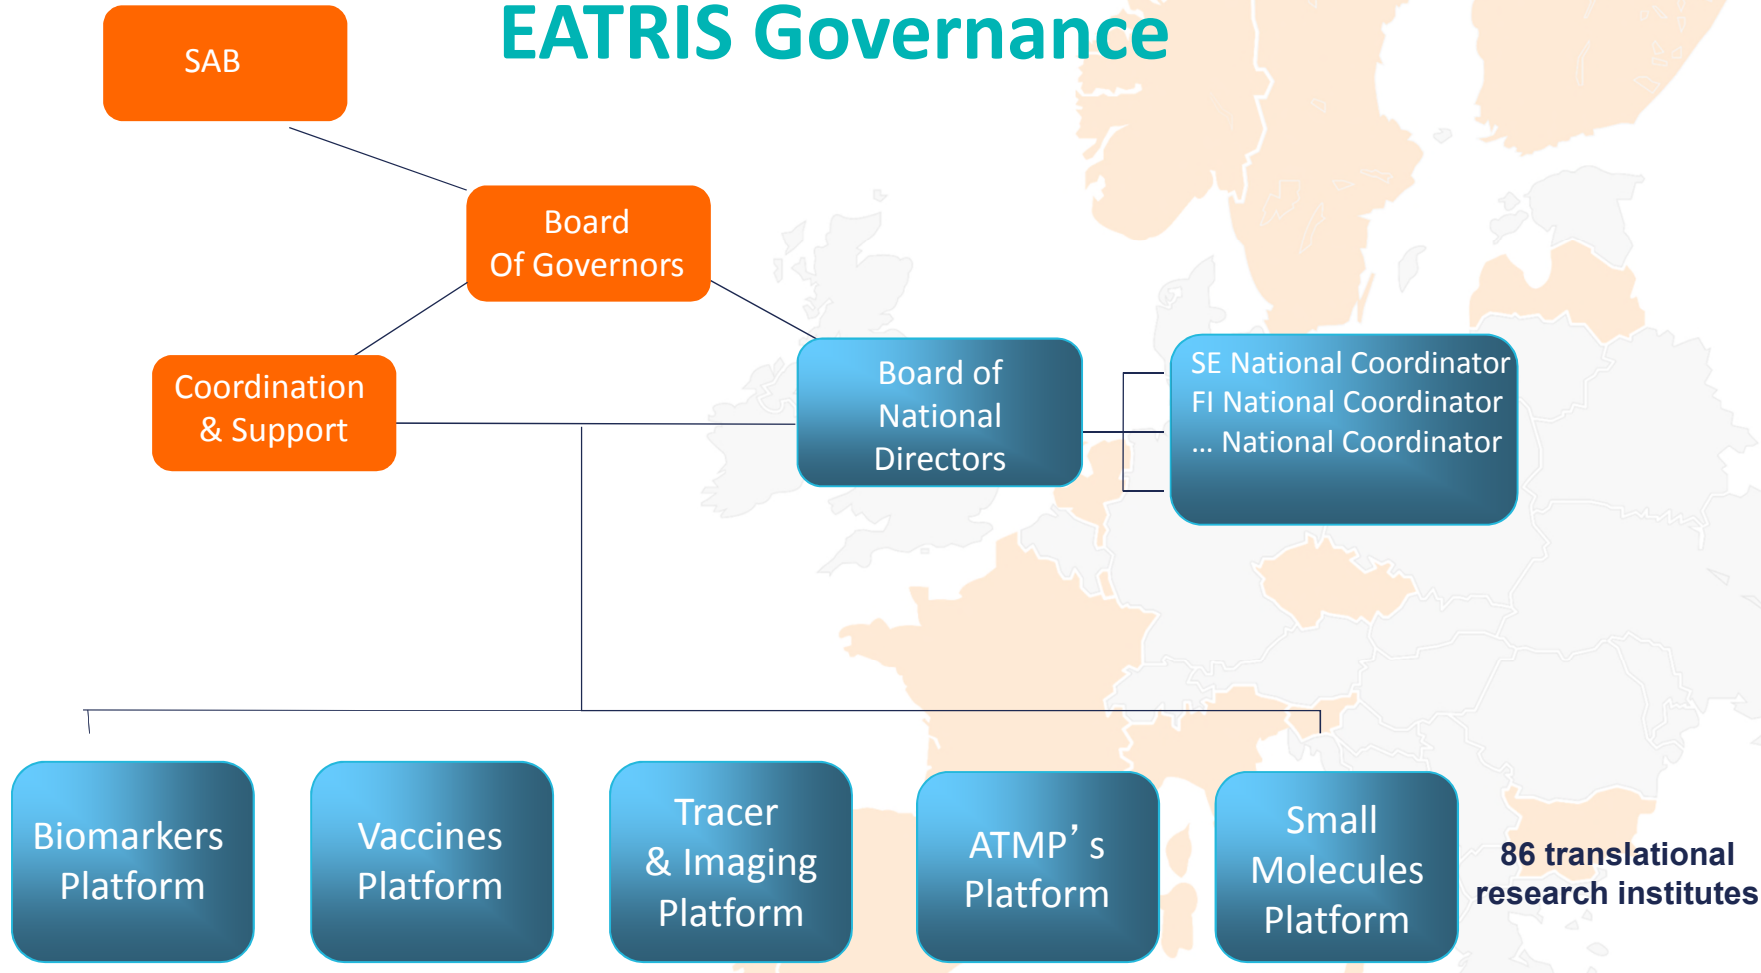 EATRIS Governance
SAB
Board
Of Governors
Coordination
& Support
Board of
National
Directors
SE National Coordinator
FI National Coordinator
... National Coordinator
Biomarkers
Platform
Vaccines
Platform
Tracer
& Imaging
Platform
ATMP’s
Platform
Small
Molecules
Platform
86 translational
research institutes